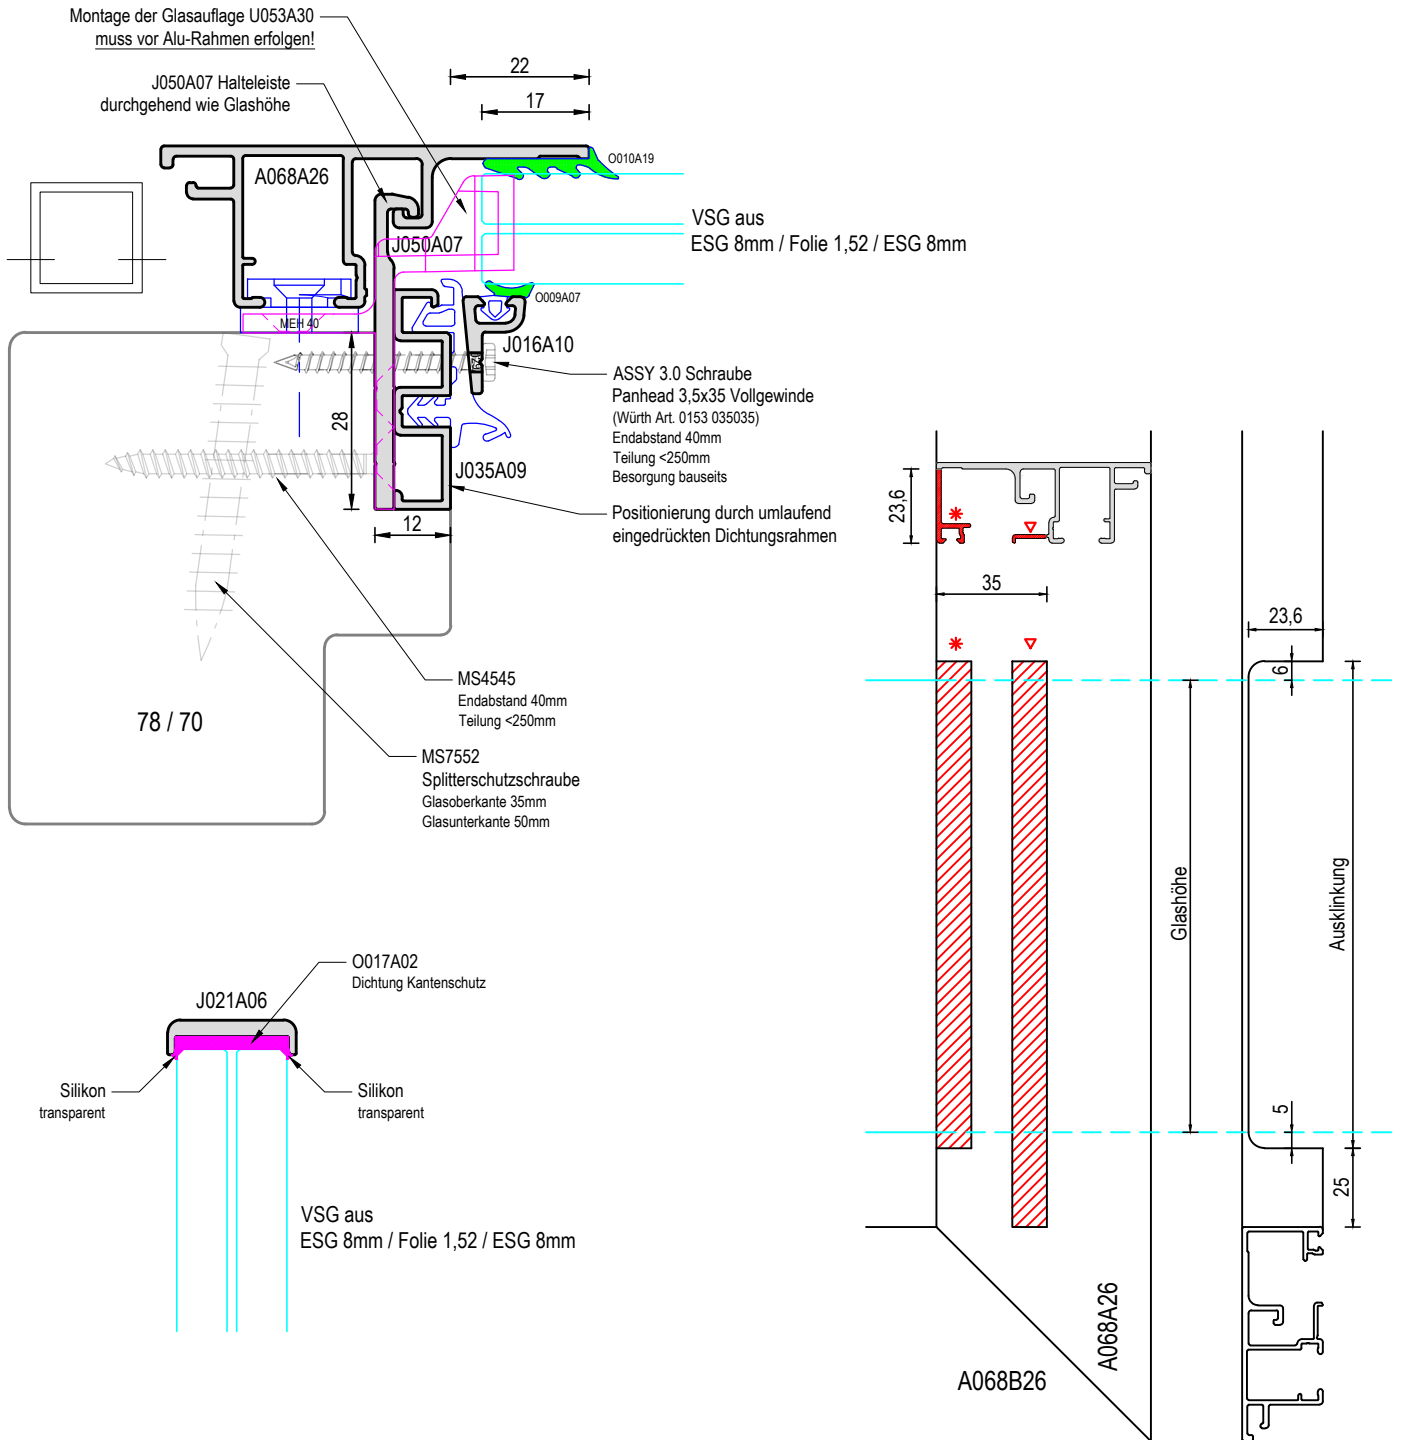 Montage der Glasauflage U053A30
muss vor Alu-Rahmen erfolgen!
J050A07 Halteleiste
durchgehend wie Glashöhe
22
17
O010A19
A068A26
VSG aus
ESG 8mm / Folie 1,52 / ESG 8mm
J050A07
O009A07
MEH 40
J016A10
ASSY 3.0 Schraube
Panhead 3,5x35 Vollgewinde
(Würth Art. 0153 035035)
Endabstand 40mm
Teilung <250mm
Besorgung bauseits
28
J035A09
12
Positionierung durch umlaufend
eingedrückten Dichtungsrahmen
MS4545
Endabstand 40mm
Teilung <250mm
78 / 70
MS7552
Splitterschutzschraube
Glasoberkante 35mm
Glasunterkante 50mm
O017A02
Dichtung Kantenschutz
J021A06
Silikon
transparent
Silikon
transparent
VSG aus
ESG 8mm / Folie 1,52 / ESG 8mm
23,6
35
23,6
6
Glashöhe
Ausklinkung
5
25
A068A26
A068B26